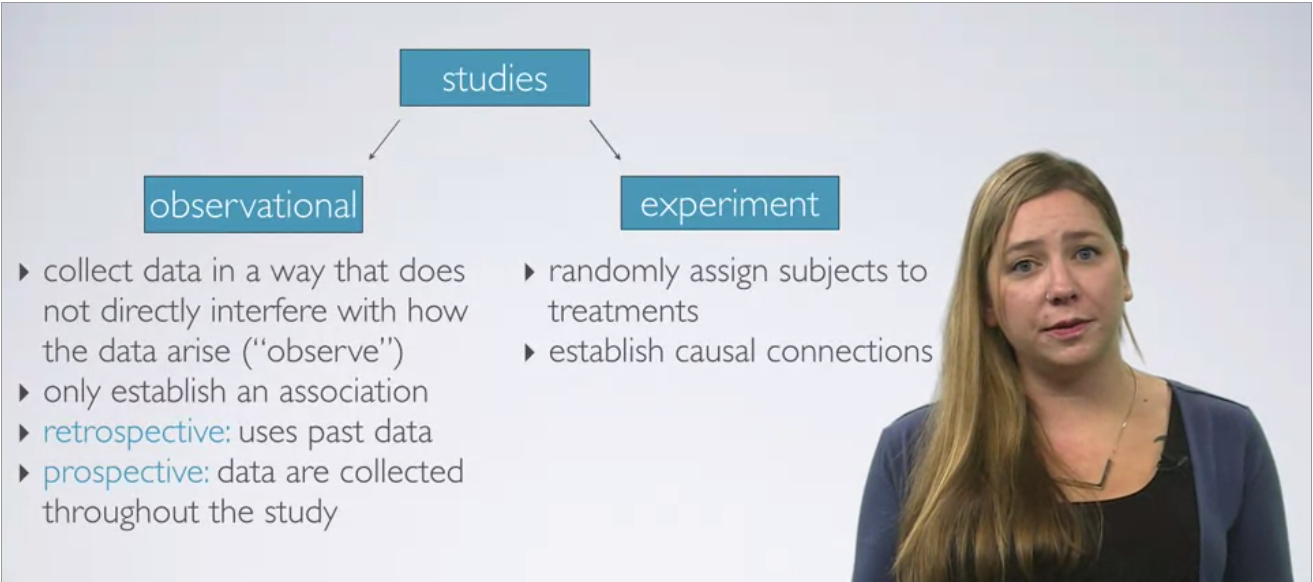 studies
observational
experiment
collect data in a way that does
not directly interfere with how
the data arise (“observe”)
only establish an association
retrospective: uses past data
prospective: data are collected
throughout the study
randomly assign subjects to
treatments
establish causal connections